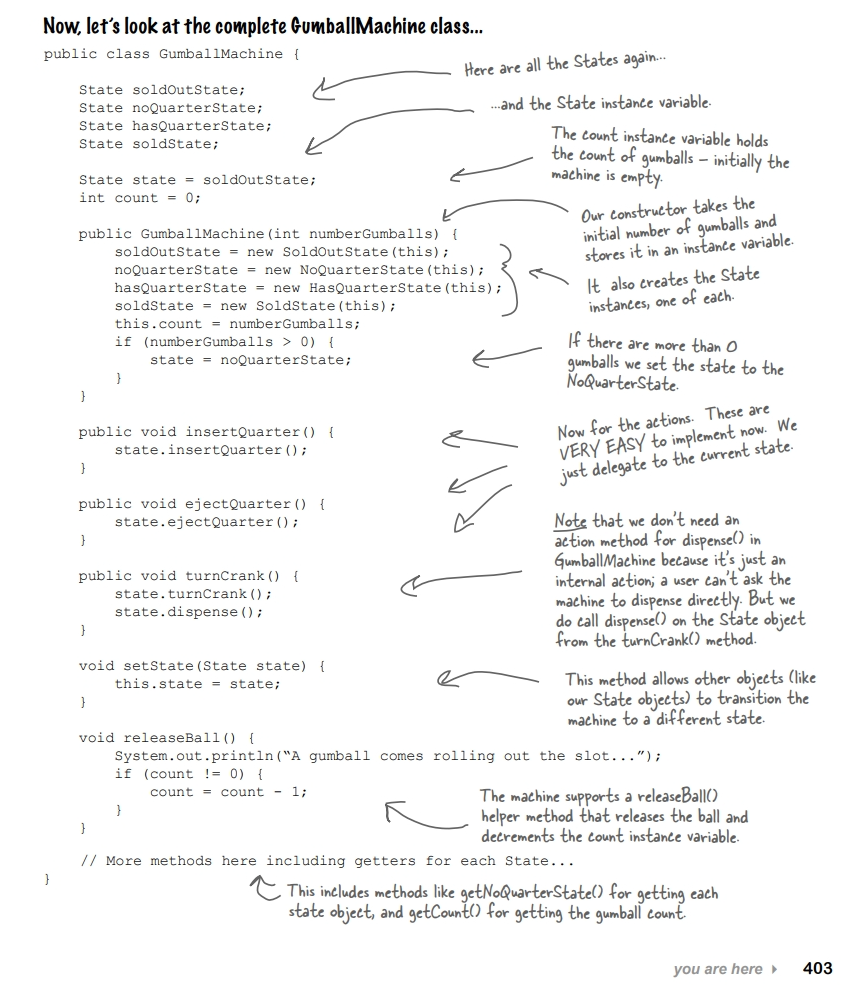 Now, let's look at the complete GumballMachine class...
public class GumballMachine {
Here are all the States again...
State soldOutState;
State noQuarterState;
State hasQuarterState;
State soldState;
...and the State instance variable.
The count instance variable holds
the count of gumballs – initially the
machine is empty.
State state = soldOutState;
int count = 0;
Our constructor takes the
initial number of gumballs and
stores it in an instance variable.
It also creates the State
instances, one of each.
public GumballMachine(int numberGumballs) {
soldOutState = new SoldOutState(this);
noQuarterState = new NoQuarterState(this);
hasQuarterState = new HasQuarterState(this);
soldState = new SoldState(this);
this.count = numberGumballs;
if (numberGumballs > 0) {
state = noQuarterState;
}
}
If there are more than 0
gumballs we set the state to the
NoQuarterState.
public void insertQuarter() {
state.insertQuarter();
}
Now for the actions. These are
VERY EASY to implement now. We
just delegate to the current state.
public void ejectQuarter() {
state.ejectQuarter();
}
public void turnCrank() {
state.turnCrank();
state.dispense();
}
Note that we don't need an
action method for dispense() in
GumballMachine because it's just an
internal action; a user can't ask the
machine to dispense directly. But we
do call dispense() on the State object
from the turnCrank() method.
void setState(State state) {
this.state = state;
}
This method allows other objects (like
our State objects) to transition the
machine to a different state.
void releaseBall() {
System.out.println(“A gumball comes rolling out the slot...”);
if (count != 0) {
count = count - 1;
}
}
The machine supports a releaseBall()
helper method that releases the ball and
decrements the count instance variable.
// More methods here including getters for each State...
}
This includes methods like getNoQuarterState() for getting each
state object, and getCount() for getting the gumball count.
you are here 403